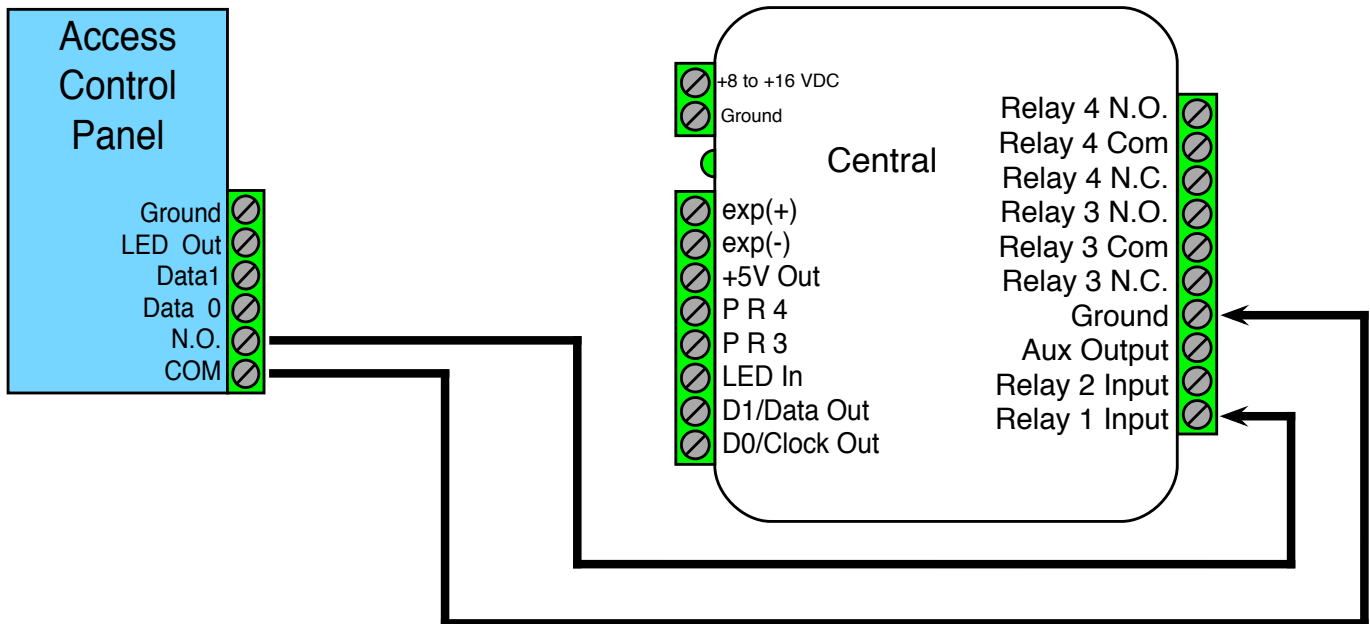 Access
Control
Panel
Ground
LED Out
Data1
Data 0
N.O.
COM
+8 to +16 VDC
Ground
Central
exp(+)
exp(-)
+5V Out
P R 4
P R 3
LED In
D1/Data Out
D0/Clock Out
Relay 4 N.O.
Relay 4 Com
Relay 4 N.C.
Relay 3 N.O.
Relay 3 Com
Relay 3 N.C.
Ground
Aux Output
Relay 2 Input
Relay 1 Input